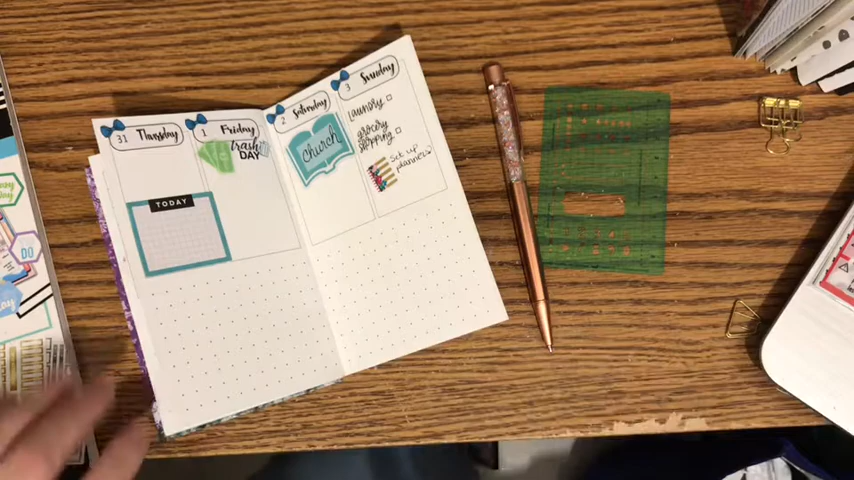 31 Thursday
TODAY
1 Friday
Trash
DAY
2 Saturday
Church
3 Sunday
laundry
grocery
shopping
set up
planners
DO